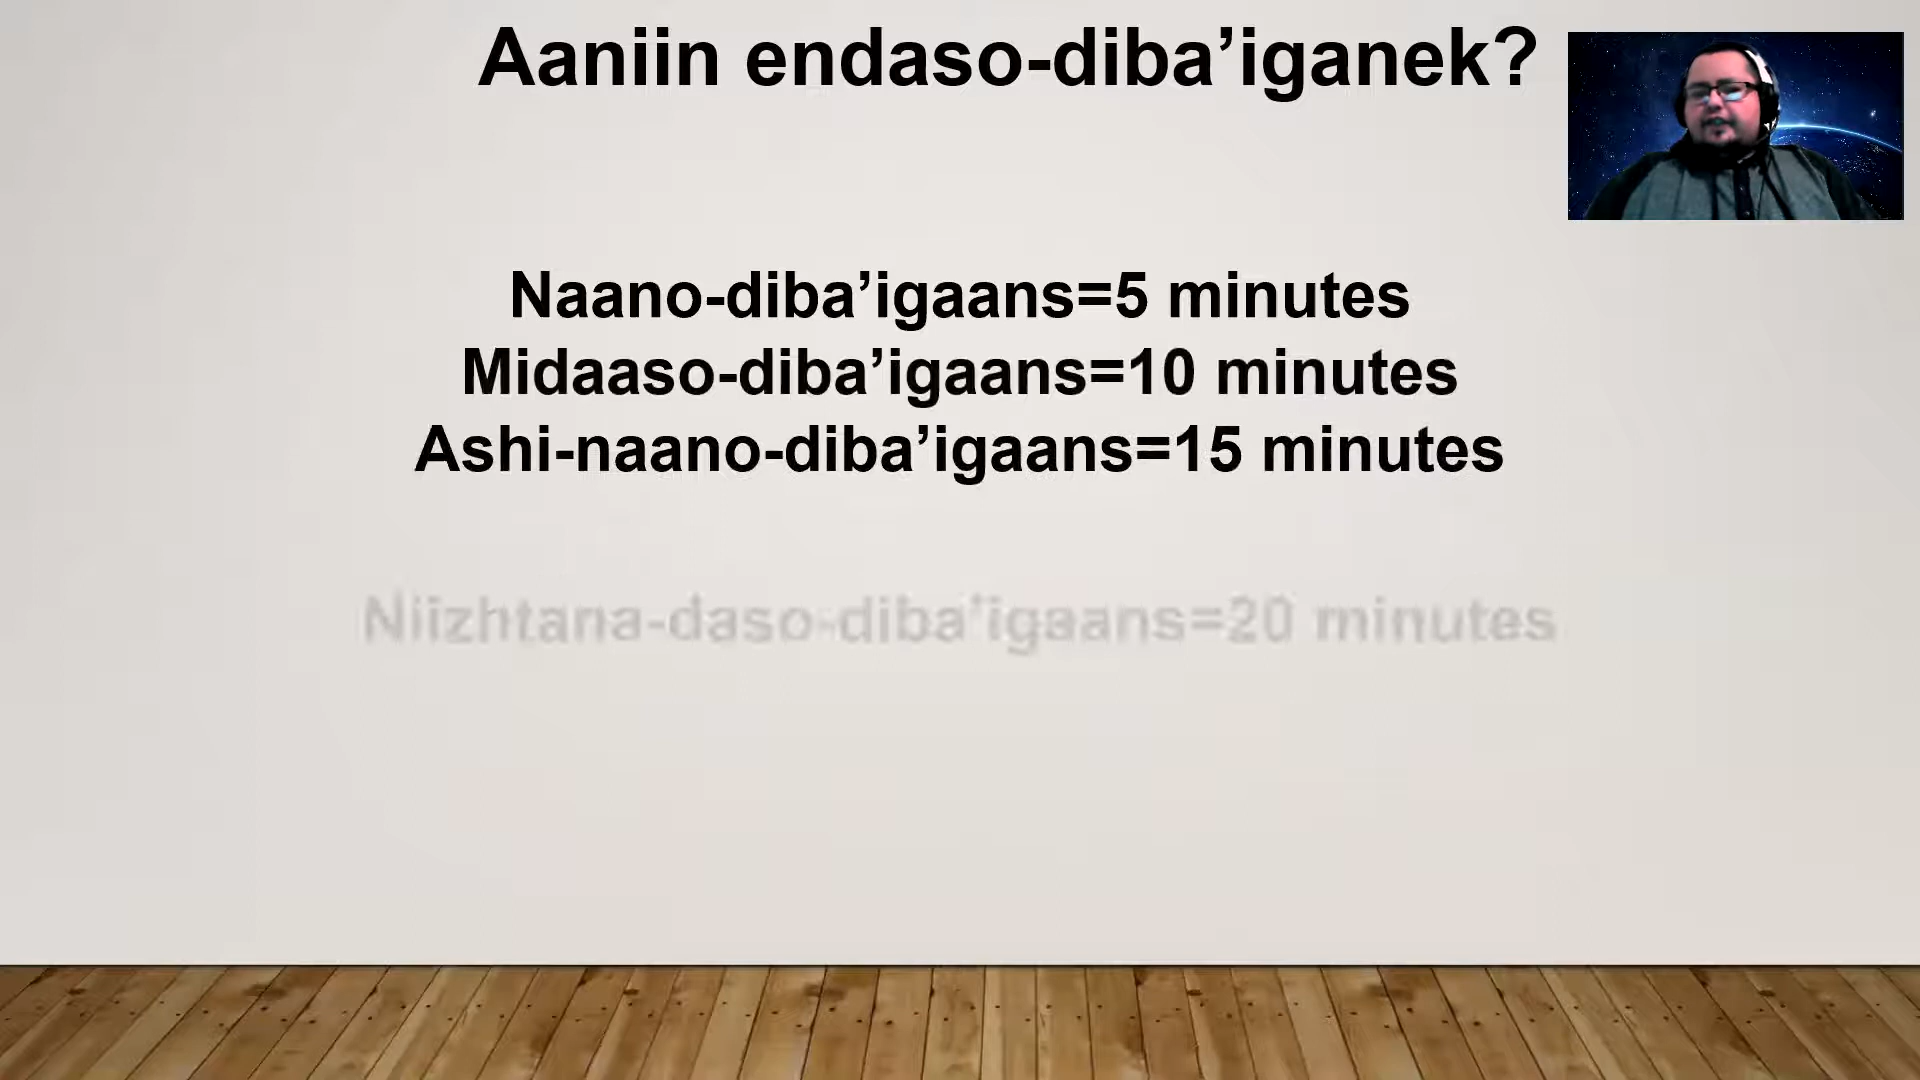 Aaniin endaso-diba’iganek?
Naano-diba’igaans=5 minutes
Midaaso-diba’igaans=10 minutes
Ashi-naano-diba’igaans=15 minutes
Niizhtana-daso-diba’igaans=20 minutes